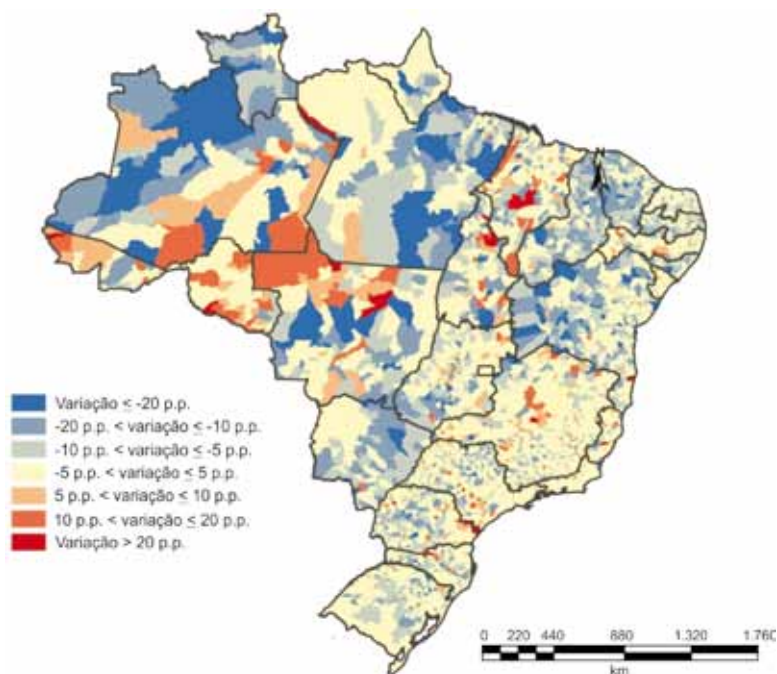 Variação ≤ -20 p.p.
-20 p.p. < variação ≤ -10 p.p.
-10 p.p. < variação ≤ -5 p.p.
-5 p.p. < variação ≤ 5 p.p.
5 p.p. < variação ≤ 10 p.p.
10 p.p. < variação ≤ 20 p.p.
Variação > 20 p.p.
0 220 440 880 1.320 1.760
km